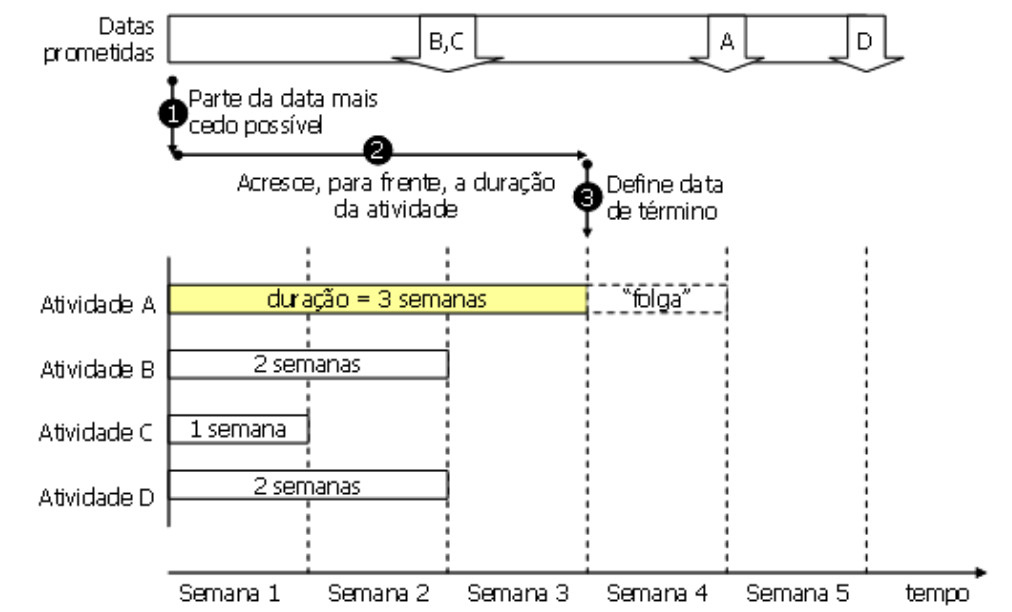 Datas
prometidas
B,C
A
D
1
Parte da data mais
cedo possível
2
Acresce, para frente, a duração
da atividade
3
Define data
de término
Atividade A
duração = 3 semanas
“folga”
Atividade B
2 semanas
Atividade C
1 semana
Atividade D
2 semanas
Semana 1
Semana 2
Semana 3
Semana 4
Semana 5
tempo